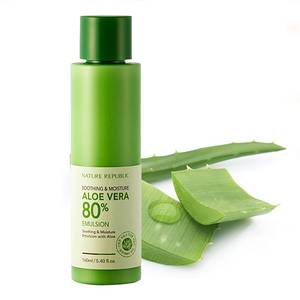 NATURE REPUBLIC
SOOTHING & MOISTURE
ALOE VERA
80%
EMULSION
Soothing & Moisture
Emulsion with Aloe
160ml / 5.40 fl.oz.